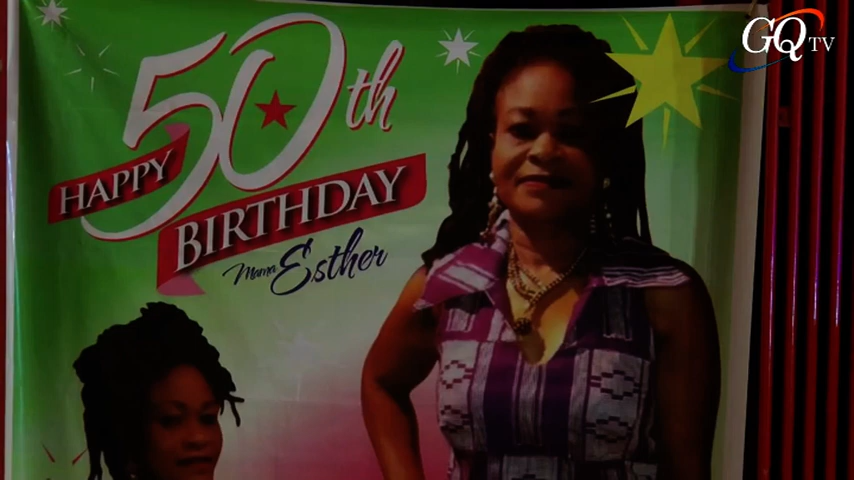 GQ TV
50th
HAPPY
BIRTHDAY
Mama Esther